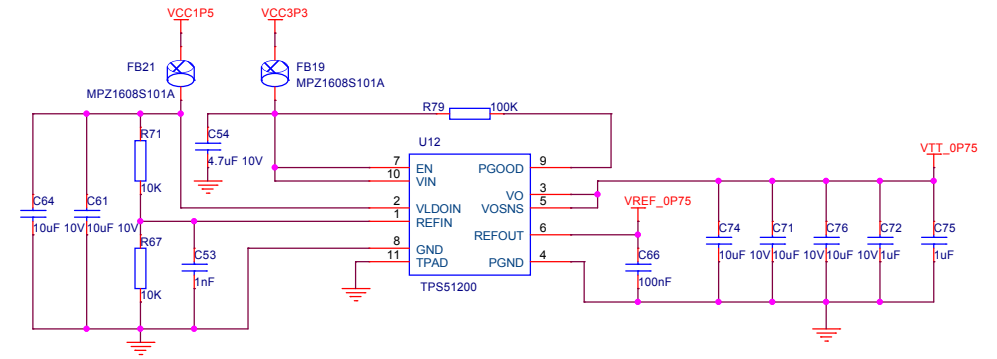 VCC1P5
VCC3P3
FB21
MPZ1608S101A
FB19
MPZ1608S101A
R79
100K
R71
10K
C54
4.7uF 10V
U12
7
EN
10
VIN
2
VLDOIN
1
REFIN
8
GND
11
TPAD
PGOOD
9
VO
3
VOSNS
5
REFOUT
6
PGND
4
TPS51200
VTT_0P75
VREF_0P75
C64
10uF 10V
C61
10uF 10V
R67
10K
C53
1nF
C66
100nF
C74
10uF 10V
C71
10uF 10V
C76
10uF 10V
C72
1uF
C75
1uF